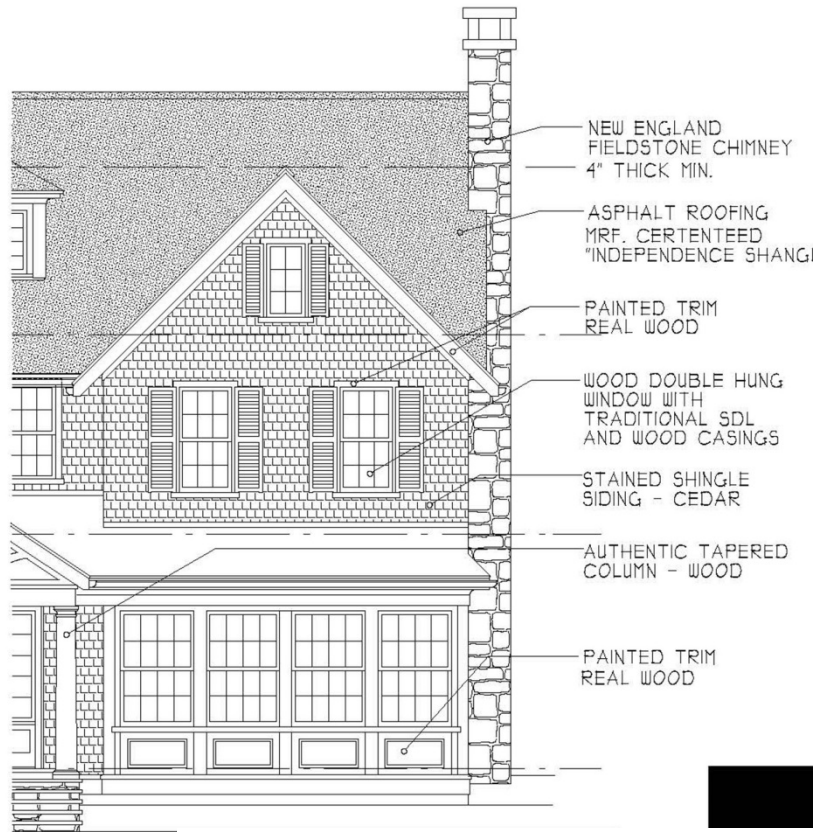 NEW ENGLAND
FIELDSTONE CHIMNEY
4" THICK MIN.
ASPHALT ROOFING
MRF. CERTENTEED
"INDEPENDENCE SHANG
PAINTED TRIM
REAL WOOD
WOOD DOUBLE HUNG
WINDOW WITH
TRADITIONAL SDL
AND WOOD CASINGS
STAINED SHINGLE
SIDING - CEDAR
AUTHENTIC TAPERED
COLUMN - WOOD
PAINTED TRIM
REAL WOOD